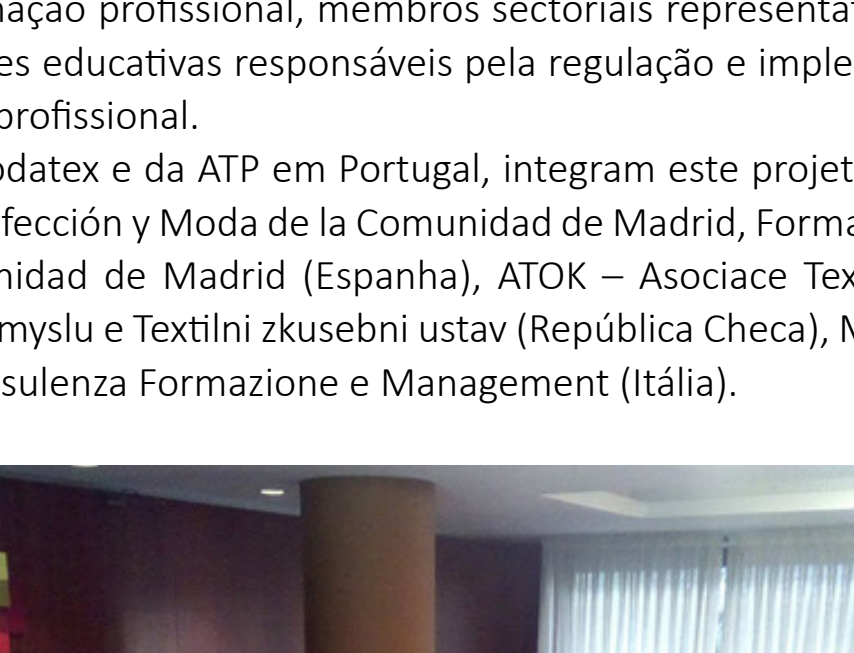 nação profissional, membros sectoriais representa
es educativas responsáveis pela regulação e imple
profissional.
odatex e da ATP em Portugal, integram este projet
fección y Moda de la Comunidad de Madrid, Forma
nidad de Madrid (Espanha), ATOK – Asociace Tex
myslu e Textilni zkusebni ustav (República Checa), M
sulenza Formazione e Management (Itália).